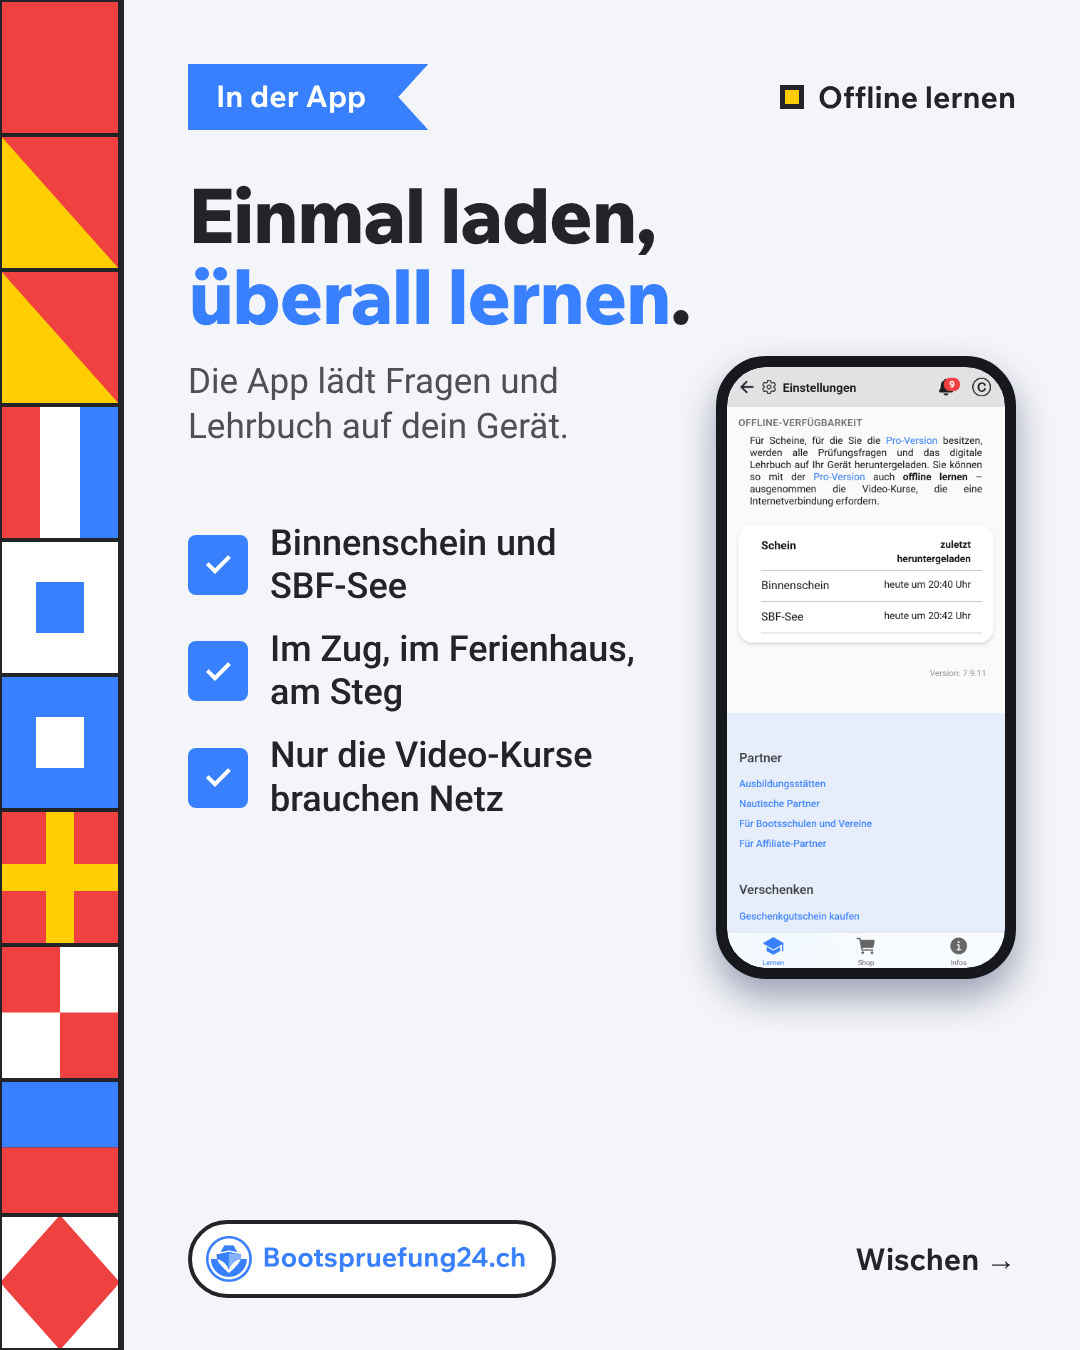 In der App
Offline lernen
Einmal laden,
überall lernen.
Die App lädt Fragen und
Lehrbuch auf dein Gerät.
Binnenschein und
SBF-See
Im Zug, im Ferienhaus,
am Steg
Nur die Video-Kurse
brauchen Netz
Einstellungen
9
C
OFFLINE-VERFÜGBARKEIT
Für Scheine, für die Sie die Pro-Version besitzen,
werden alle Prüfungsfragen und das digitale
Lehrbuch auf Ihr Gerät heruntergeladen. Sie können
so mit der Pro-Version auch offline lernen –
ausgenommen die Video-Kurse, die eine
Internetverbindung erfordern.
Schein zuletzt
heruntergeladen
Binnenschein heute um 20:40 Uhr
SBF-See heute um 20:42 Uhr
Version: 7.9.11
Partner
Ausbildungsstätten
Nautische Partner
Für Bootsschulen und Vereine
Für Affiliate-Partner
Verschenken
Geschenkgutschein kaufen
Lernen Shop Infos
Bootspruefung24.ch
Wischen →